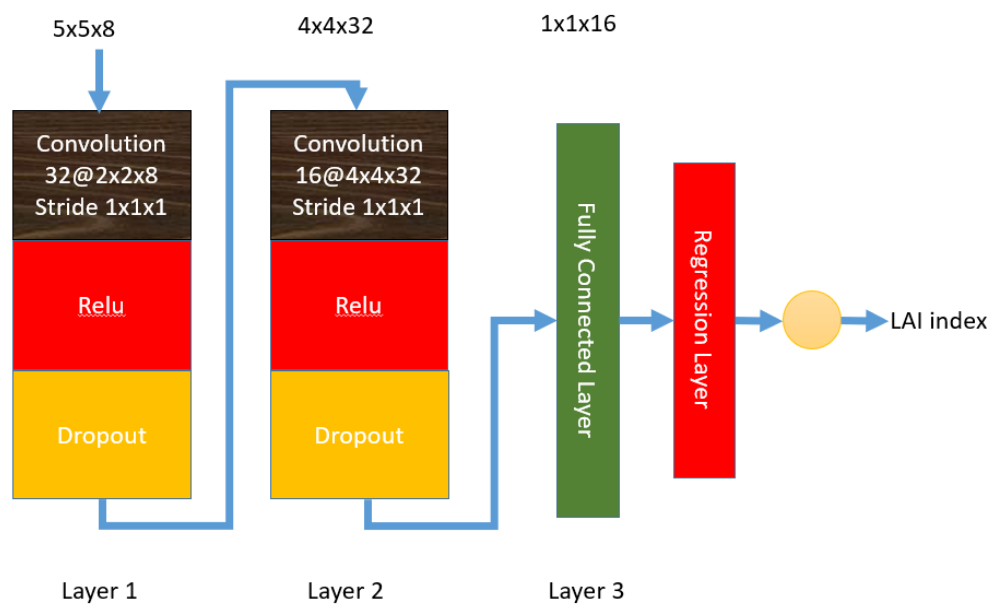 5x5x8
4x4x32
1x1x16
Convolution
32@2x2x8
Stride 1x1x1
Relu
Dropout
Convolution
16@4x4x32
Stride 1x1x1
Relu
Dropout
Fully Connected Layer
Regression Layer
LAI index
Layer 1
Layer 2
Layer 3